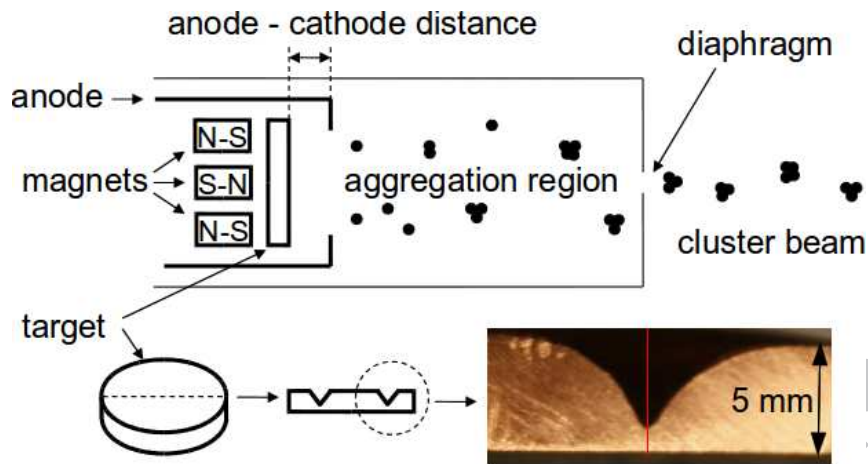 anode - cathode distance
diaphragm
anode
N-S
magnets
S-N
aggregation region
N-S
cluster beam
target
5 mm